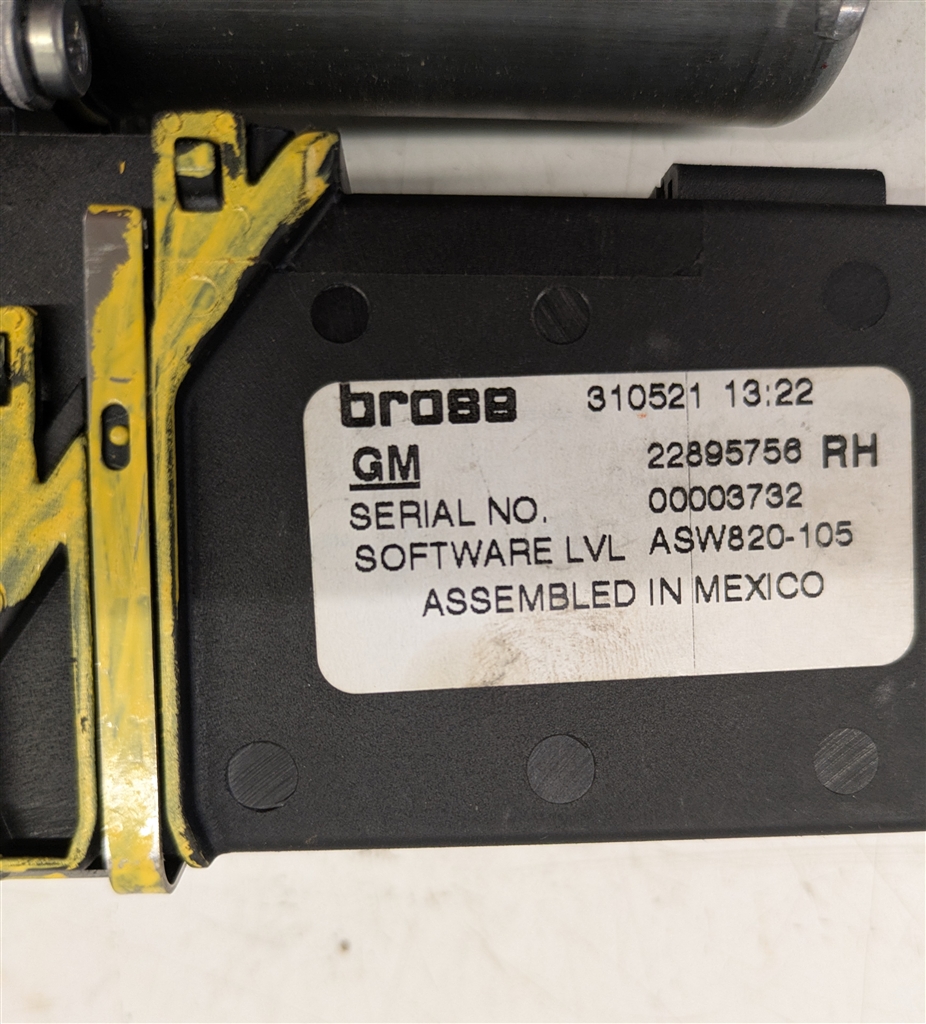 brose 310521 13:22
GM 22895756 RH
SERIAL NO. 00003732
SOFTWARE LVL ASW820-105
ASSEMBLED IN MEXICO